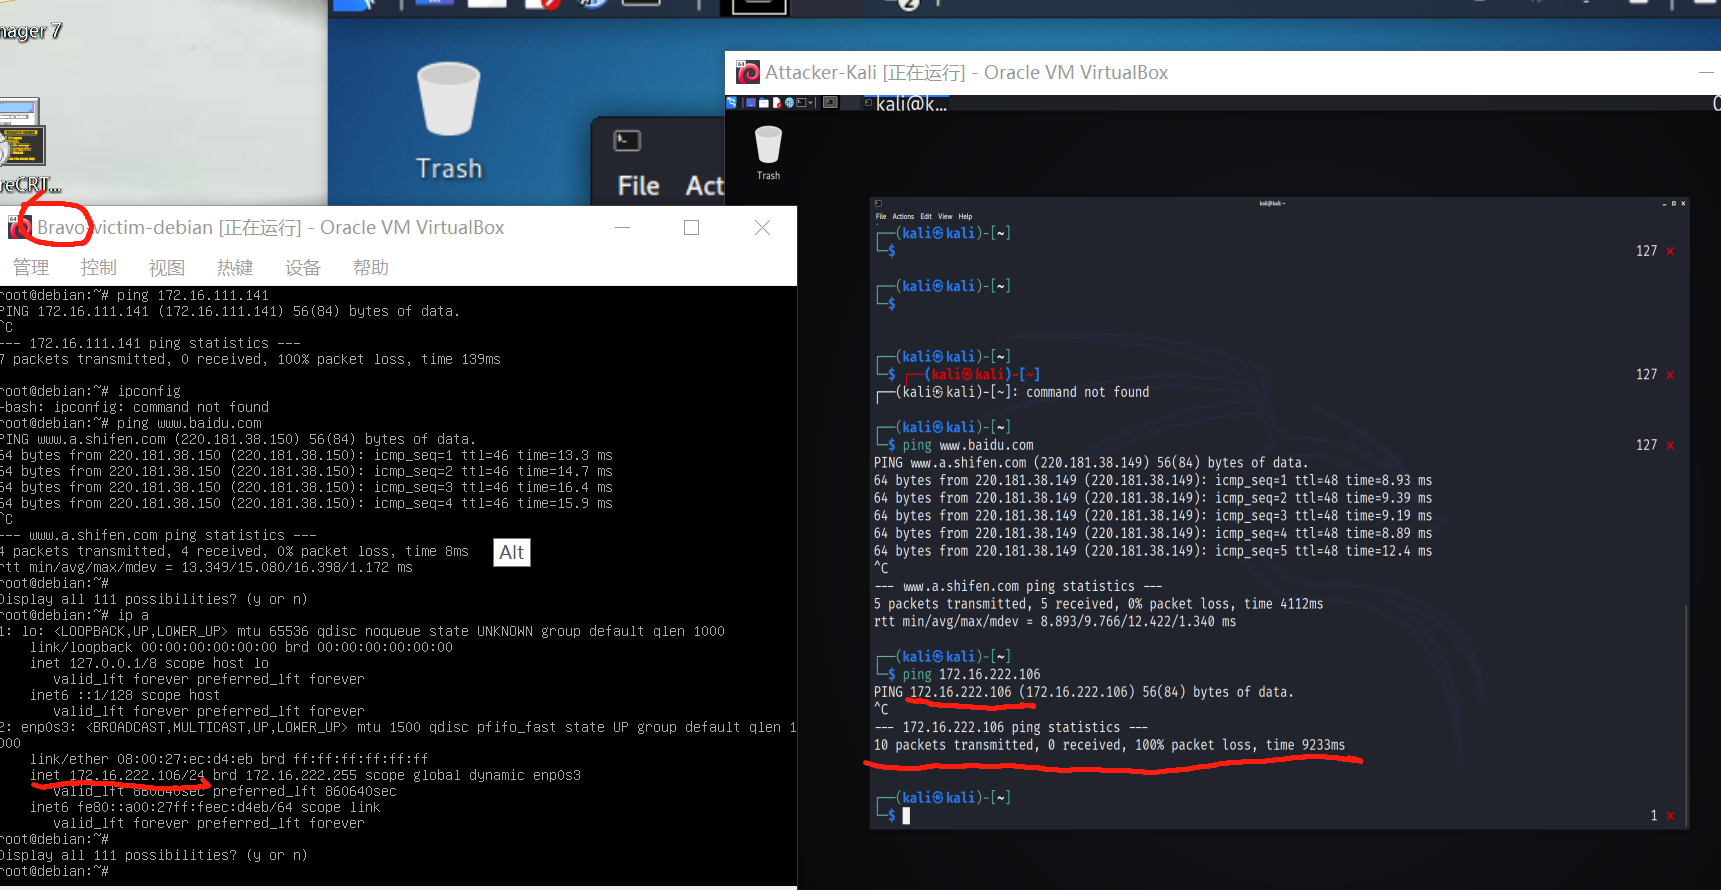 nager 7
reCRT...
Trash
File Act
Bravo-victim-debian [正在运行] - Oracle VM VirtualBox
管理 控制 视图 热键 设备 帮助
root@debian:~# ping 172.16.111.141
PING 172.16.111.141 (172.16.111.141) 56(84) bytes of data.
^C
--- 172.16.111.141 ping statistics ---
7 packets transmitted, 0 received, 100% packet loss, time 139ms
root@debian:~# ipconfig
-bash: ipconfig: command not found
root@debian:~# ping www.baidu.com
PING www.a.shifen.com (220.181.38.150) 56(84) bytes of data.
64 bytes from 220.181.38.150 (220.181.38.150): icmp_seq=1 ttl=46 time=13.3 ms
64 bytes from 220.181.38.150 (220.181.38.150): icmp_seq=2 ttl=46 time=14.7 ms
64 bytes from 220.181.38.150 (220.181.38.150): icmp_seq=3 ttl=46 time=16.4 ms
64 bytes from 220.181.38.150 (220.181.38.150): icmp_seq=4 ttl=46 time=15.9 ms
^C
--- www.a.shifen.com ping statistics ---
4 packets transmitted, 4 received, 0% packet loss, time 8ms
rtt min/avg/max/mdev = 13.349/15.080/16.398/1.172 ms
root@debian:~#
Display all 111 possibilities? (y or n)
root@debian:~# ip a
1: lo: <LOOPBACK,UP,LOWER_UP> mtu 65536 qdisc noqueue state UNKNOWN group default qlen 1000
link/loopback 00:00:00:00:00:00 brd 00:00:00:00:00:00
inet 127.0.0.1/8 scope host lo
valid_lft forever preferred_lft forever
inet6 ::1/128 scope host
valid_lft forever preferred_lft forever
2: enp0s3: <BROADCAST,MULTICAST,UP,LOWER_UP> mtu 1500 qdisc pfifo_fast state UP group default qlen 1
000
link/ether 08:00:27:ec:d4:eb brd ff:ff:ff:ff:ff:ff
inet 172.16.222.106/24 brd 172.16.222.255 scope global dynamic enp0s3
valid_lft 860640sec preferred_lft 860640sec
inet6 fe80::a00:27ff:feec:d4eb/64 scope link
valid_lft forever preferred_lft forever
root@debian:~#
Display all 111 possibilities? (y or n)
root@debian:~#
Alt
Attacker-Kali [正在运行] - Oracle VM VirtualBox
kali@k...
Trash
kali@kali: ~
File Actions Edit View Help
┌──(kali㉿kali)-[~]
└─$ 127 ×
┌──(kali㉿kali)-[~]
└─$
┌──(kali㉿kali)-[~]
└─$ ┌──(kali㉿kali)-[~] 127 ×
┌──(kali㉿kali)-[~]: command not found
┌──(kali㉿kali)-[~]
└─$ ping www.baidu.com 127 ×
PING www.a.shifen.com (220.181.38.149) 56(84) bytes of data.
64 bytes from 220.181.38.149 (220.181.38.149): icmp_seq=1 ttl=48 time=8.93 ms
64 bytes from 220.181.38.149 (220.181.38.149): icmp_seq=2 ttl=48 time=9.39 ms
64 bytes from 220.181.38.149 (220.181.38.149): icmp_seq=3 ttl=48 time=9.19 ms
64 bytes from 220.181.38.149 (220.181.38.149): icmp_seq=4 ttl=48 time=8.89 ms
64 bytes from 220.181.38.149 (220.181.38.149): icmp_seq=5 ttl=48 time=12.4 ms
^C
--- www.a.shifen.com ping statistics ---
5 packets transmitted, 5 received, 0% packet loss, time 4112ms
rtt min/avg/max/mdev = 8.893/9.766/12.422/1.340 ms
┌──(kali㉿kali)-[~]
└─$ ping 172.16.222.106
PING 172.16.222.106 (172.16.222.106) 56(84) bytes of data.
^C
--- 172.16.222.106 ping statistics ---
10 packets transmitted, 0 received, 100% packet loss, time 9233ms
┌──(kali㉿kali)-[~]
└─$ 1 ×